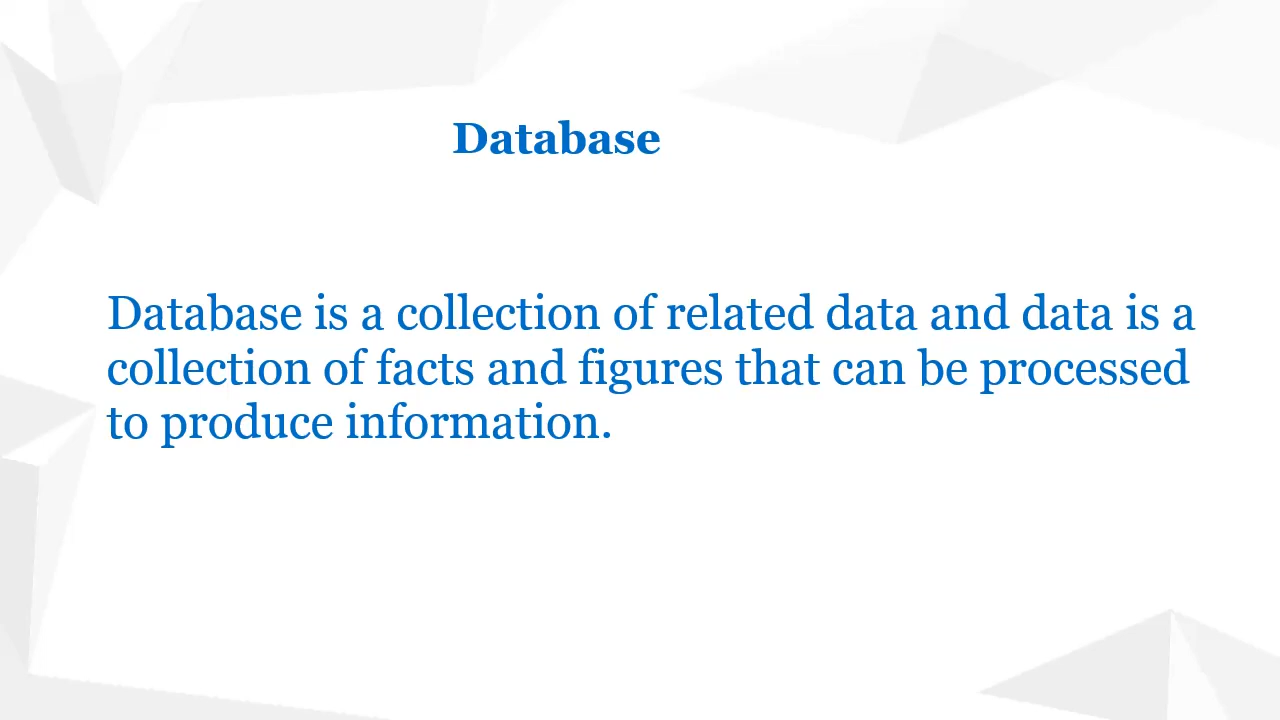 Database
Database is a collection of related data and data is a
collection of facts and figures that can be processed
to produce information.